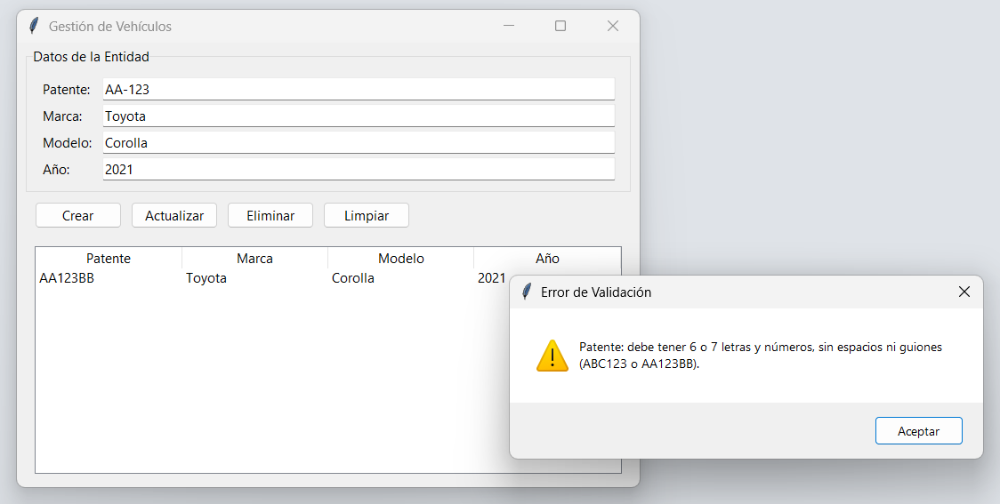 Gestión de Vehículos
Datos de la Entidad
Patente: AA-123
Marca: Toyota
Modelo: Corolla
Año: 2021
Crear Actualizar Eliminar Limpiar
Patente Marca Modelo Año
AA123BB Toyota Corolla 2021
Error de Validación
Patente: debe tener 6 o 7 letras y números, sin espacios ni guiones
(ABC123 o AA123BB).
Aceptar